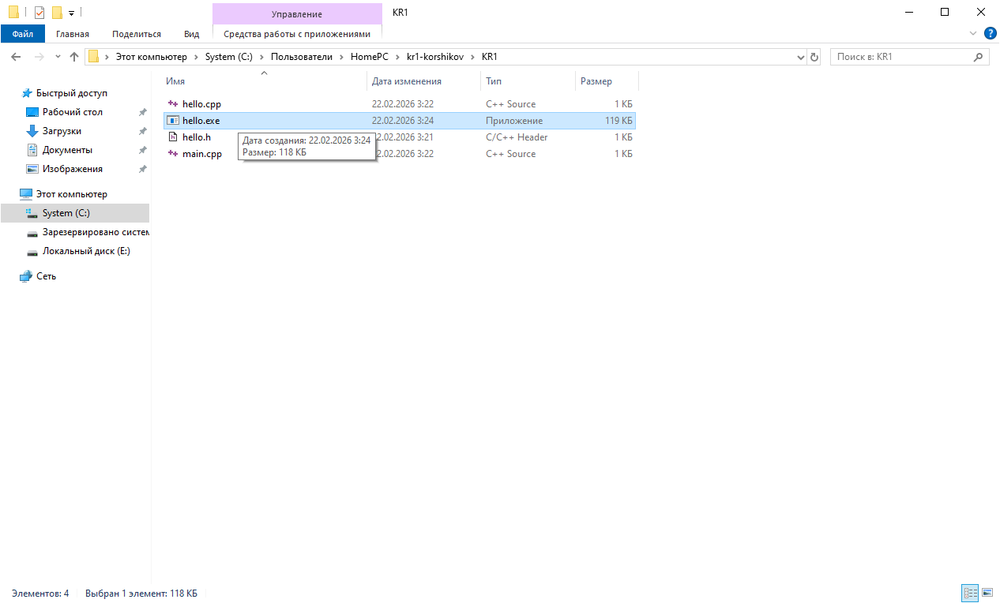 Управление
KR1
Файл Главная Поделиться Вид Средства работы с приложениями
Этот компьютер System (C:) Пользователи HomePC kr1-korshikov KR1
Поиск в: KR1
Быстрый доступ
Рабочий стол
Загрузки
Документы
Изображения
Этот компьютер
System (C:)
Зарезервировано систем
Локальный диск (E:)
Сеть
Имя Дата изменения Тип Размер
hello.cpp 22.02.2026 3:22 C++ Source 1 КБ
hello.exe 22.02.2026 3:24 Приложение 119 КБ
hello.h 2.02.2026 3:21 C/C++ Header 1 КБ
main.cpp 2.02.2026 3:22 C++ Source 1 КБ
Дата создания: 22.02.2026 3:24
Размер: 118 КБ
Элементов: 4 Выбран 1 элемент: 118 КБ